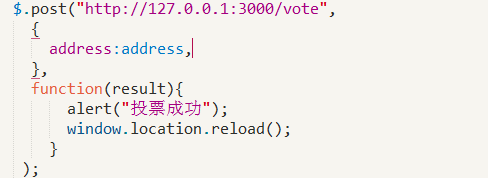 $.post("http://127.0.0.1:3000/vote",
{
address:address,
},
function(result){
alert("投票成功");
window.location.reload();
}
);